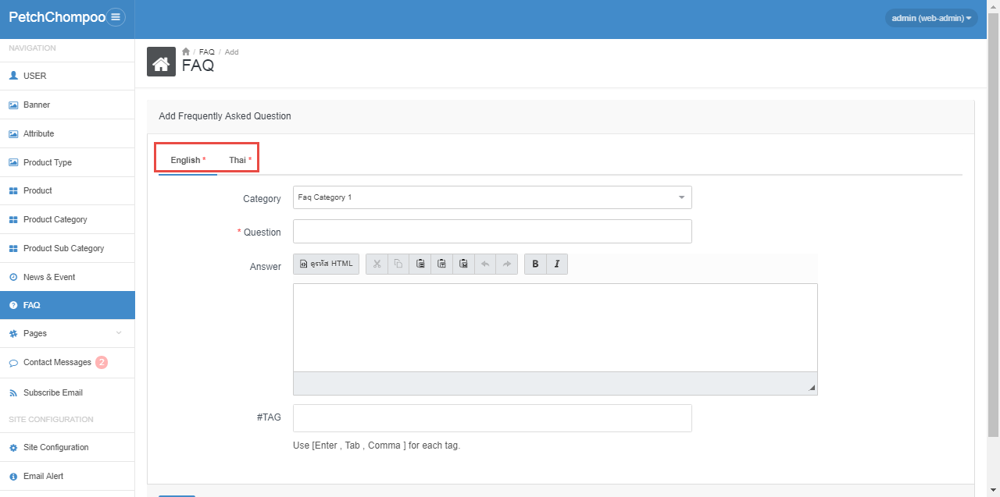 PetchChompoo
admin (web-admin)
NAVIGATION
USER
Banner
Attribute
Product Type
Product
Product Category
Product Sub Category
News & Event
FAQ
Pages
Contact Messages 2
Subscribe Email
SITE CONFIGURATION
Site Configuration
Email Alert
/ FAQ / Add
FAQ
Add Frequently Asked Question
English * Thai *
Category Faq Category 1
* Question
Answer ดูรหัส HTML B I
#TAG
Use [Enter , Tab , Comma ] for each tag.